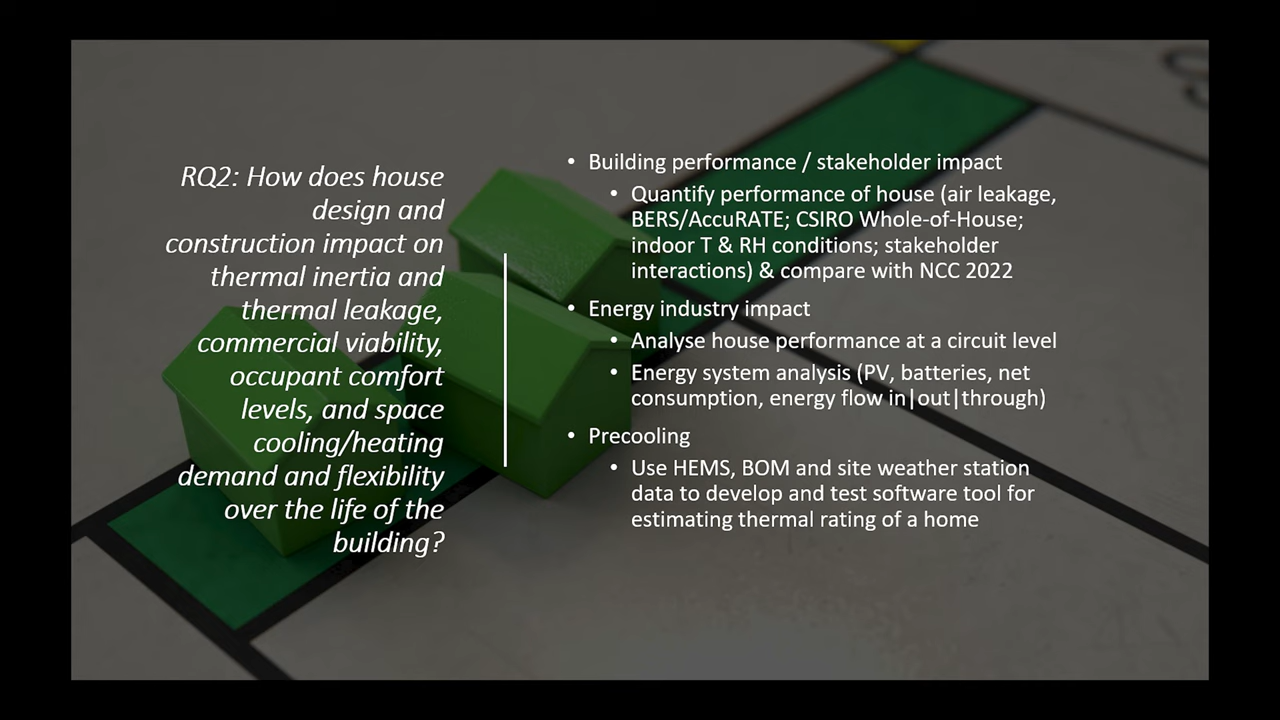 RQ2: How does house
design and
construction impact on
thermal inertia and
thermal leakage,
commercial viability,
occupant comfort
levels, and space
cooling/heating
demand and flexibility
over the life of the
building?
• Building performance / stakeholder impact
• Quantify performance of house (air leakage,
BERS/AccuRATE; CSIRO Whole-of-House;
indoor T & RH conditions; stakeholder
interactions) & compare with NCC 2022
• Energy industry impact
• Analyse house performance at a circuit level
• Energy system analysis (PV, batteries, net
consumption, energy flow in|out|through)
• Precooling
• Use HEMS, BOM and site weather station
data to develop and test software tool for
estimating thermal rating of a home